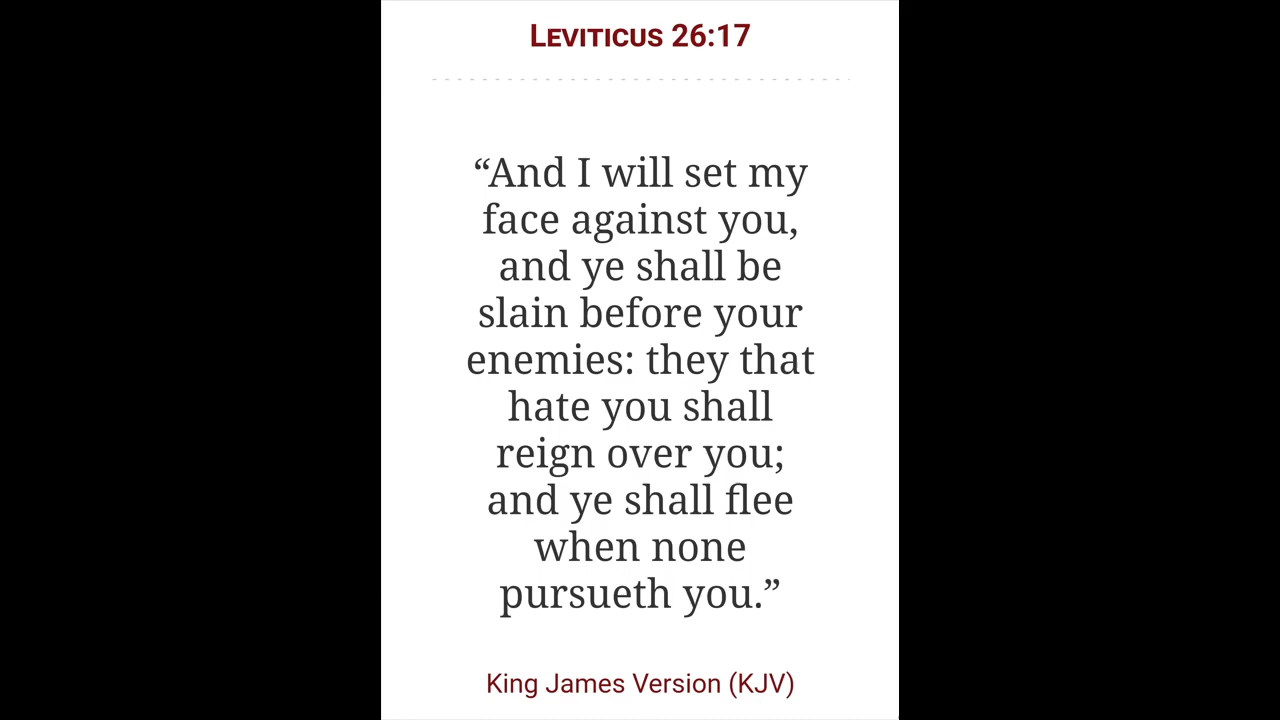 Leviticus 26:17
“And I will set my
face against you,
and ye shall be
slain before your
enemies: they that
hate you shall
reign over you;
and ye shall flee
when none
pursueth you.”
King James Version (KJV)